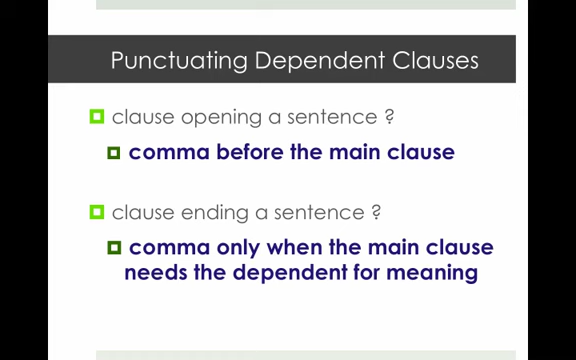 Punctuating Dependent Clauses
clause opening a sentence ?
comma before the main clause
clause ending a sentence ?
comma only when the main clause
needs the dependent for meaning